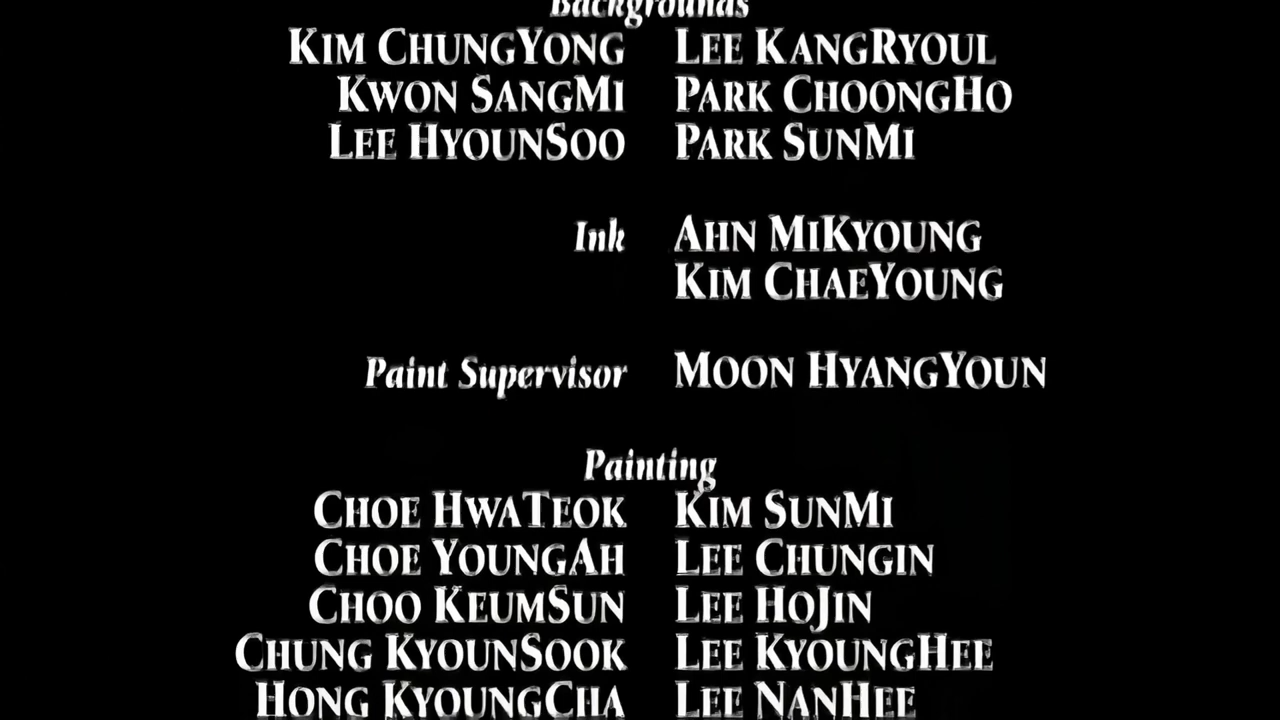 Backgrounds
KIM CHUNGYONG LEE KANGRYOUL
KWON SANGMI PARK CHOONGHO
LEE HYOUNSOO PARK SUNMI
Ink AHN MIKYOUNG
KIM CHAEYOUNG
Paint Supervisor MOON HYANGYOUN
Painting
CHOE HWATEOK KIM SUNMI
CHOE YOUNGAH LEE CHUNGIN
CHOO KEUMSUN LEE HOJIN
CHUNG KYOUNSOOK LEE KYOUNGHEE
HONG KYOUNGCHA LEE NANHEE